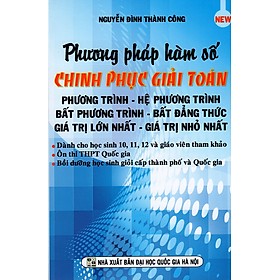 NGUYỄN ĐÌNH THÀNH CÔNG
NEW
Phương pháp hàm số
CHINH PHỤC GIẢI TOÁN
PHƯƠNG TRÌNH - HỆ PHƯƠNG TRÌNH
BẤT PHƯƠNG TRÌNH - BẤT ĐẲNG THỨC
GIÁ TRỊ LỚN NHẤT - GIÁ TRỊ NHỎ NHẤT
- Dành cho học sinh 10, 11, 12 và giáo viên tham khảo
- Ôn thi THPT Quốc gia
- Bồi dưỡng học sinh giỏi cấp thành phố và Quốc gia
NHÀ XUẤT BẢN ĐẠI HỌC QUỐC GIA HÀ NỘI